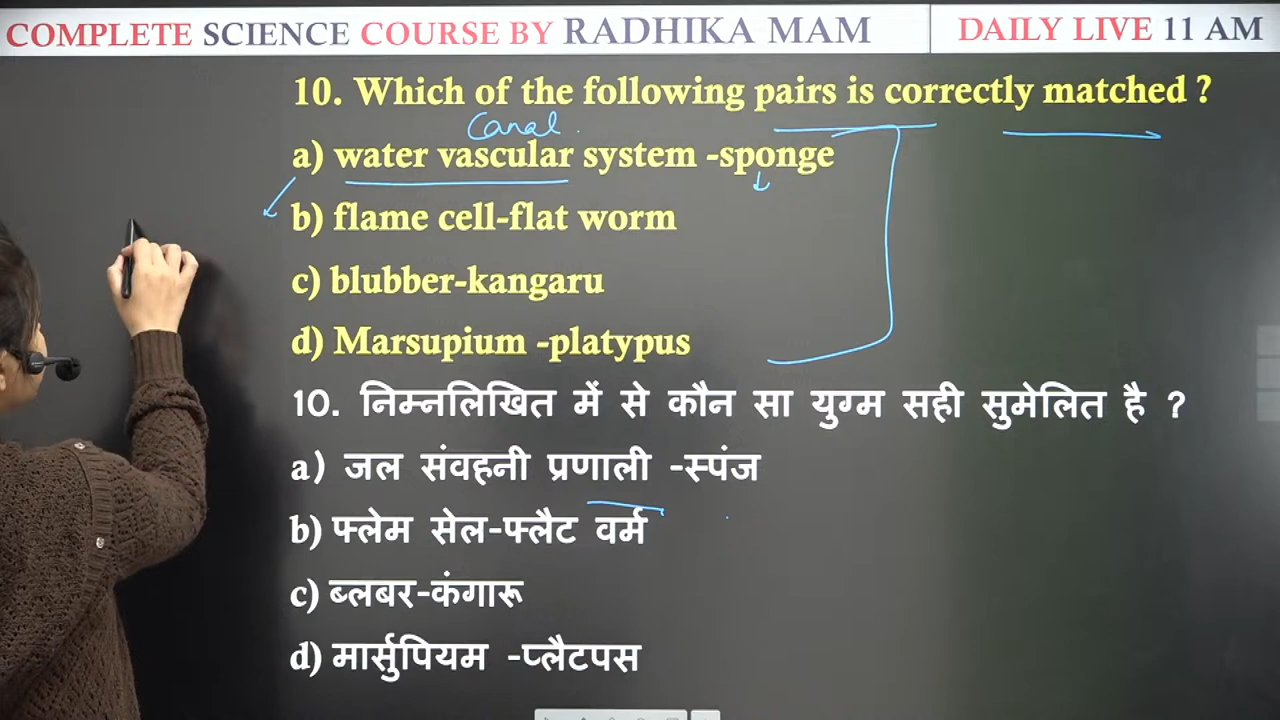 COMPLETE SCIENCE COURSE BY RADHIKA MAM
DAILY LIVE 11 AM
10. Which of the following pairs is correctly matched ?
Canal
a) water vascular system -sponge
b) flame cell-flat worm
c) blubber-kangaru
d) Marsupium -platypus
10. निम्नलिखित में से कौन सा युग्म सही सुमेलित है ?
a) जल संवहनी प्रणाली -स्पंज
b) फ्लेम सेल-फ्लैट वर्म
c) ब्लबर-कंगारू
d) मार्सुपियम -प्लैटपस